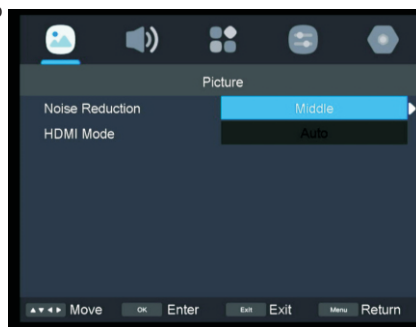 Picture
Noise Reduction Middle
HDMI Mode Auto
Move OK Enter Exit Exit Menu Return